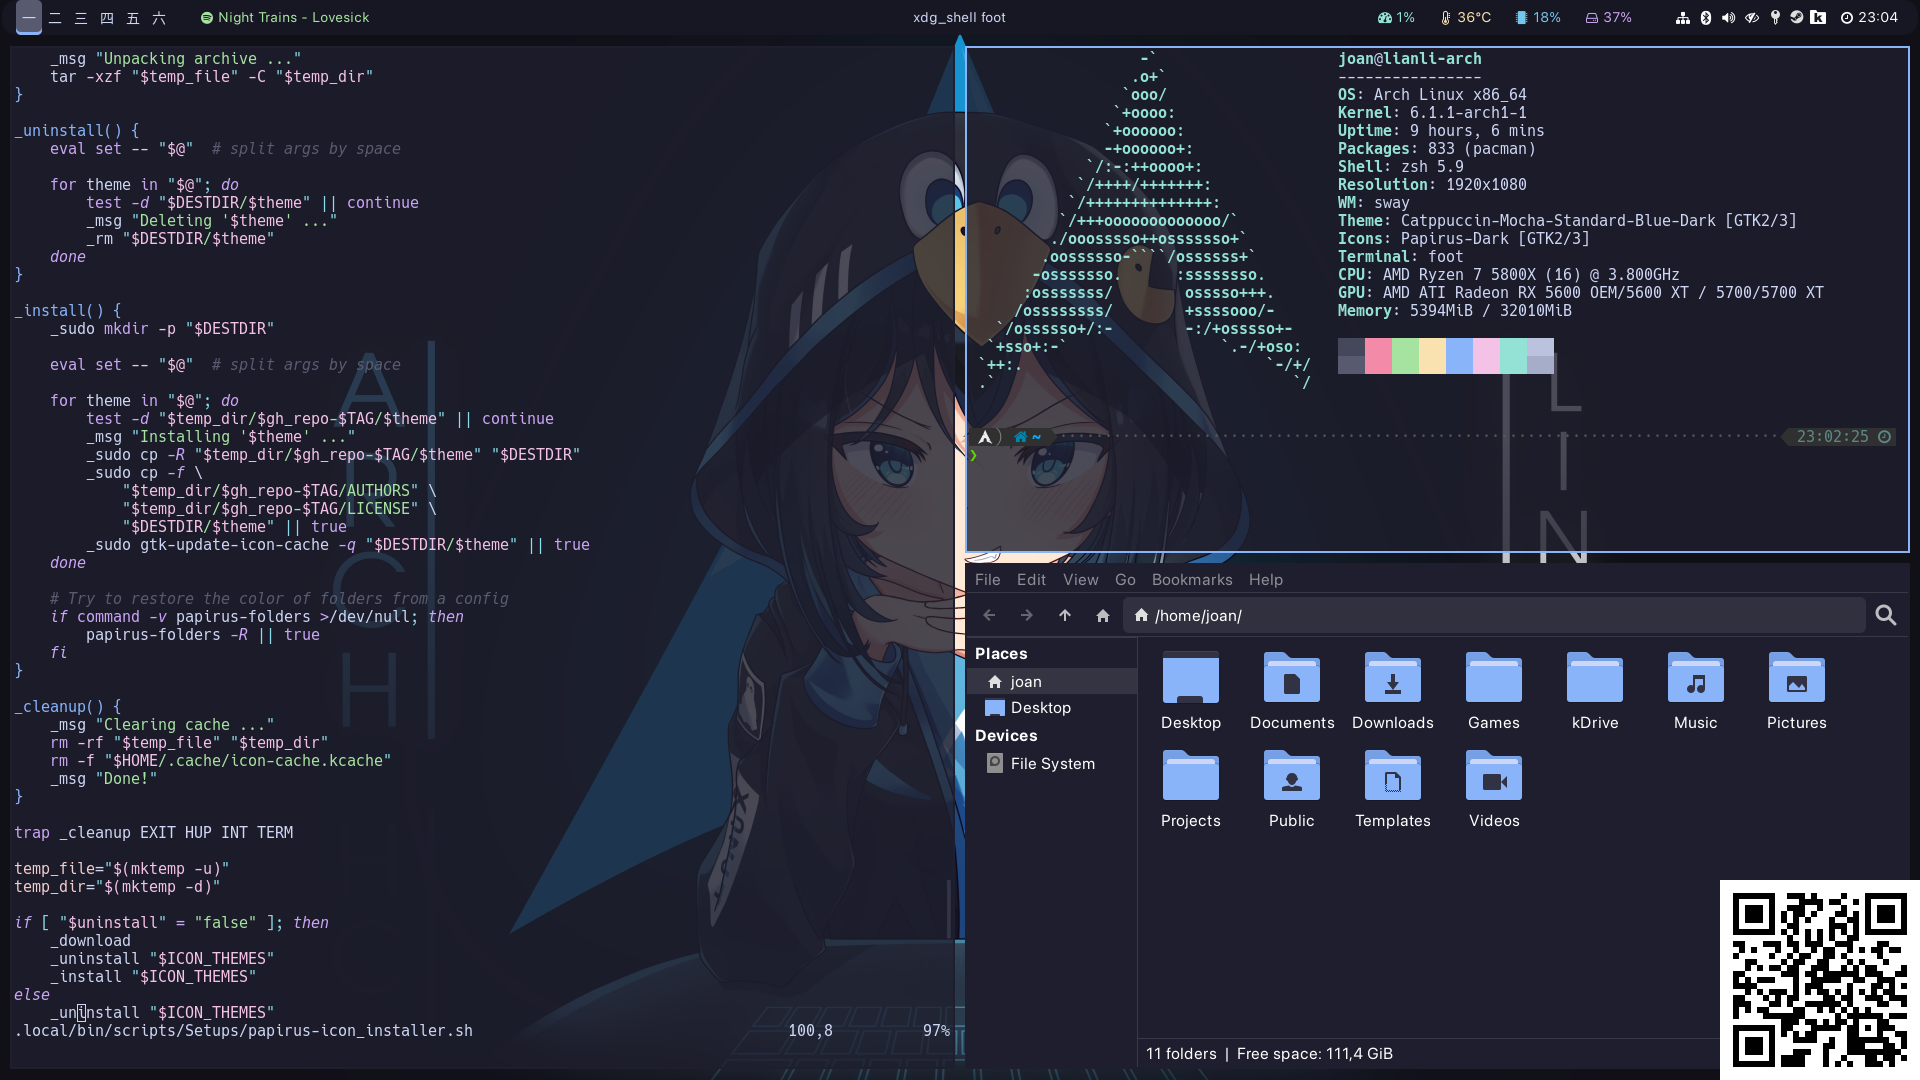 一 二 三 四 五 六 Night Trains - Lovesick
xdg_shell foot
1% 36°C 18% 37% 23:04
_msg "Unpacking archive ..."
tar -xzf "$temp_file" -C "$temp_dir"
}
_uninstall() {
eval set -- "$@"  # split args by space
for theme in "$@"; do
test -d "$DESTDIR/$theme" || continue
_msg "Deleting '$theme' ..."
_rm "$DESTDIR/$theme"
done
}
_install() {
_sudo mkdir -p "$DESTDIR"
eval set -- "$@"  # split args by space
for theme in "$@"; do
test -d "$temp_dir/$gh_repo-$TAG/$theme" || continue
_msg "Installing '$theme' ..."
_sudo cp -R "$temp_dir/$gh_repo-$TAG/$theme" "$DESTDIR"
_sudo cp -f \
"$temp_dir/$gh_repo-$TAG/AUTHORS" \
"$temp_dir/$gh_repo-$TAG/LICENSE" \
"$DESTDIR/$theme" || true
_sudo gtk-update-icon-cache -q "$DESTDIR/$theme" || true
done
# Try to restore the color of folders from a config
if command -v papirus-folders >/dev/null; then
papirus-folders -R || true
fi
}
_cleanup() {
_msg "Clearing cache ..."
rm -rf "$temp_file" "$temp_dir"
rm -f "$HOME/.cache/icon-cache.kcache"
_msg "Done!"
}
trap _cleanup EXIT HUP INT TERM
temp_file="$(mktemp -u)"
temp_dir="$(mktemp -d)"
if [ "$uninstall" = "false" ]; then
_download
_uninstall "$ICON_THEMES"
_install "$ICON_THEMES"
else
_uninstall "$ICON_THEMES"
.local/bin/scripts/Setups/papirus-icon_installer.sh 100,8 97%
joan@lianli-arch
----------------
OS: Arch Linux x86_64
Kernel: 6.1.1-arch1-1
Uptime: 9 hours, 6 mins
Packages: 833 (pacman)
Shell: zsh 5.9
Resolution: 1920x1080
WM: sway
Theme: Catppuccin-Mocha-Standard-Blue-Dark [GTK2/3]
Icons: Papirus-Dark [GTK2/3]
Terminal: foot
CPU: AMD Ryzen 7 5800X (16) @ 3.800GHz
GPU: AMD ATI Radeon RX 5600 OEM/5600 XT / 5700/5700 XT
Memory: 5394MiB / 32010MiB
~ 23:02:25
❯
File Edit View Go Bookmarks Help
/home/joan/
Places
joan
Desktop
Devices
File System
Desktop Documents Downloads Games kDrive Music Pictures
Projects Public Templates Videos
11 folders | Free space: 111,4 GiB
A
R
C
H
L
I
N